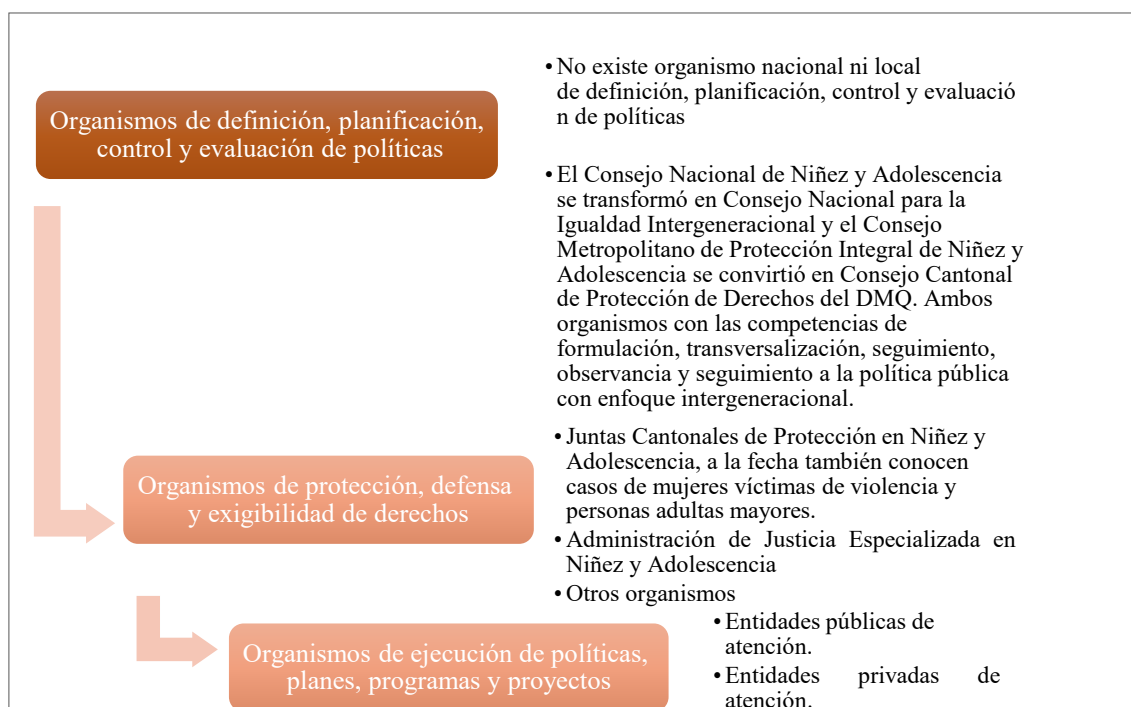 Organismos de definición, planificación,
control y evaluación de políticas
•No existe organismo nacional ni local
de definición, planificación, control y evaluació
n de políticas
•El Consejo Nacional de Niñez y Adolescencia
se transformó en Consejo Nacional para la
Igualdad Intergeneracional y el Consejo
Metropolitano de Protección Integral de Niñez y
Adolescencia se convirtió en Consejo Cantonal
de Protección de Derechos del DMQ. Ambos
organismos con las competencias de
formulación, transversalización, seguimiento,
observancia y seguimiento a la política pública
con enfoque intergeneracional.
Organismos de protección, defensa
y exigibilidad de derechos
•Juntas Cantonales de Protección en Niñez y
Adolescencia, a la fecha también conocen
casos de mujeres víctimas de violencia y
personas adultas mayores.
•Administración de Justicia Especializada en
Niñez y Adolescencia
•Otros organismos
Organismos de ejecución de políticas,
planes, programas y proyectos
•Entidades públicas de
atención.
•Entidades privadas de
atención.